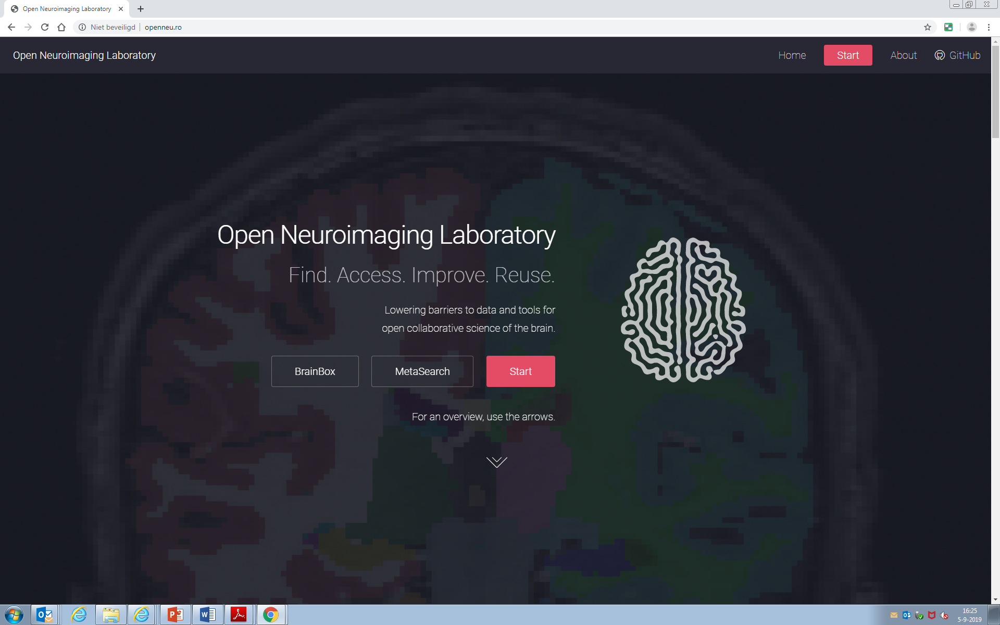 Open Neuroimaging Laboratory
Niet beveiligd
openneu.ro
Open Neuroimaging Laboratory
Home
Start
About
GitHub
Open Neuroimaging Laboratory
Find. Access. Improve. Reuse.
Lowering barriers to data and tools for
open collaborative science of the brain.
BrainBox
MetaSearch
Start
For an overview, use the arrows.
16:25
5-9-2019